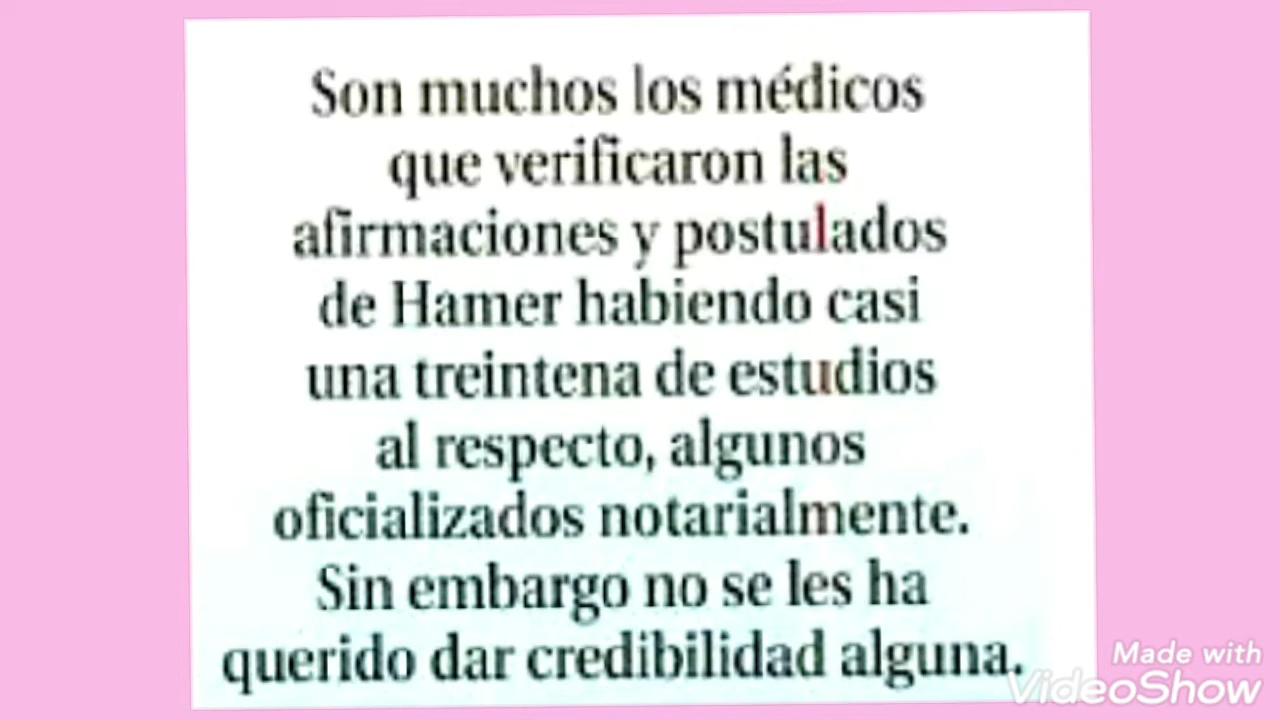 Son muchos los médicos
que verificaron las
afirmaciones y postulados
de Hamer habiendo casi
una treintena de estudios
al respecto, algunos
oficializados notarialmente.
Sin embargo no se les ha
querido dar credibilidad alguna.
Made with
VideoShow